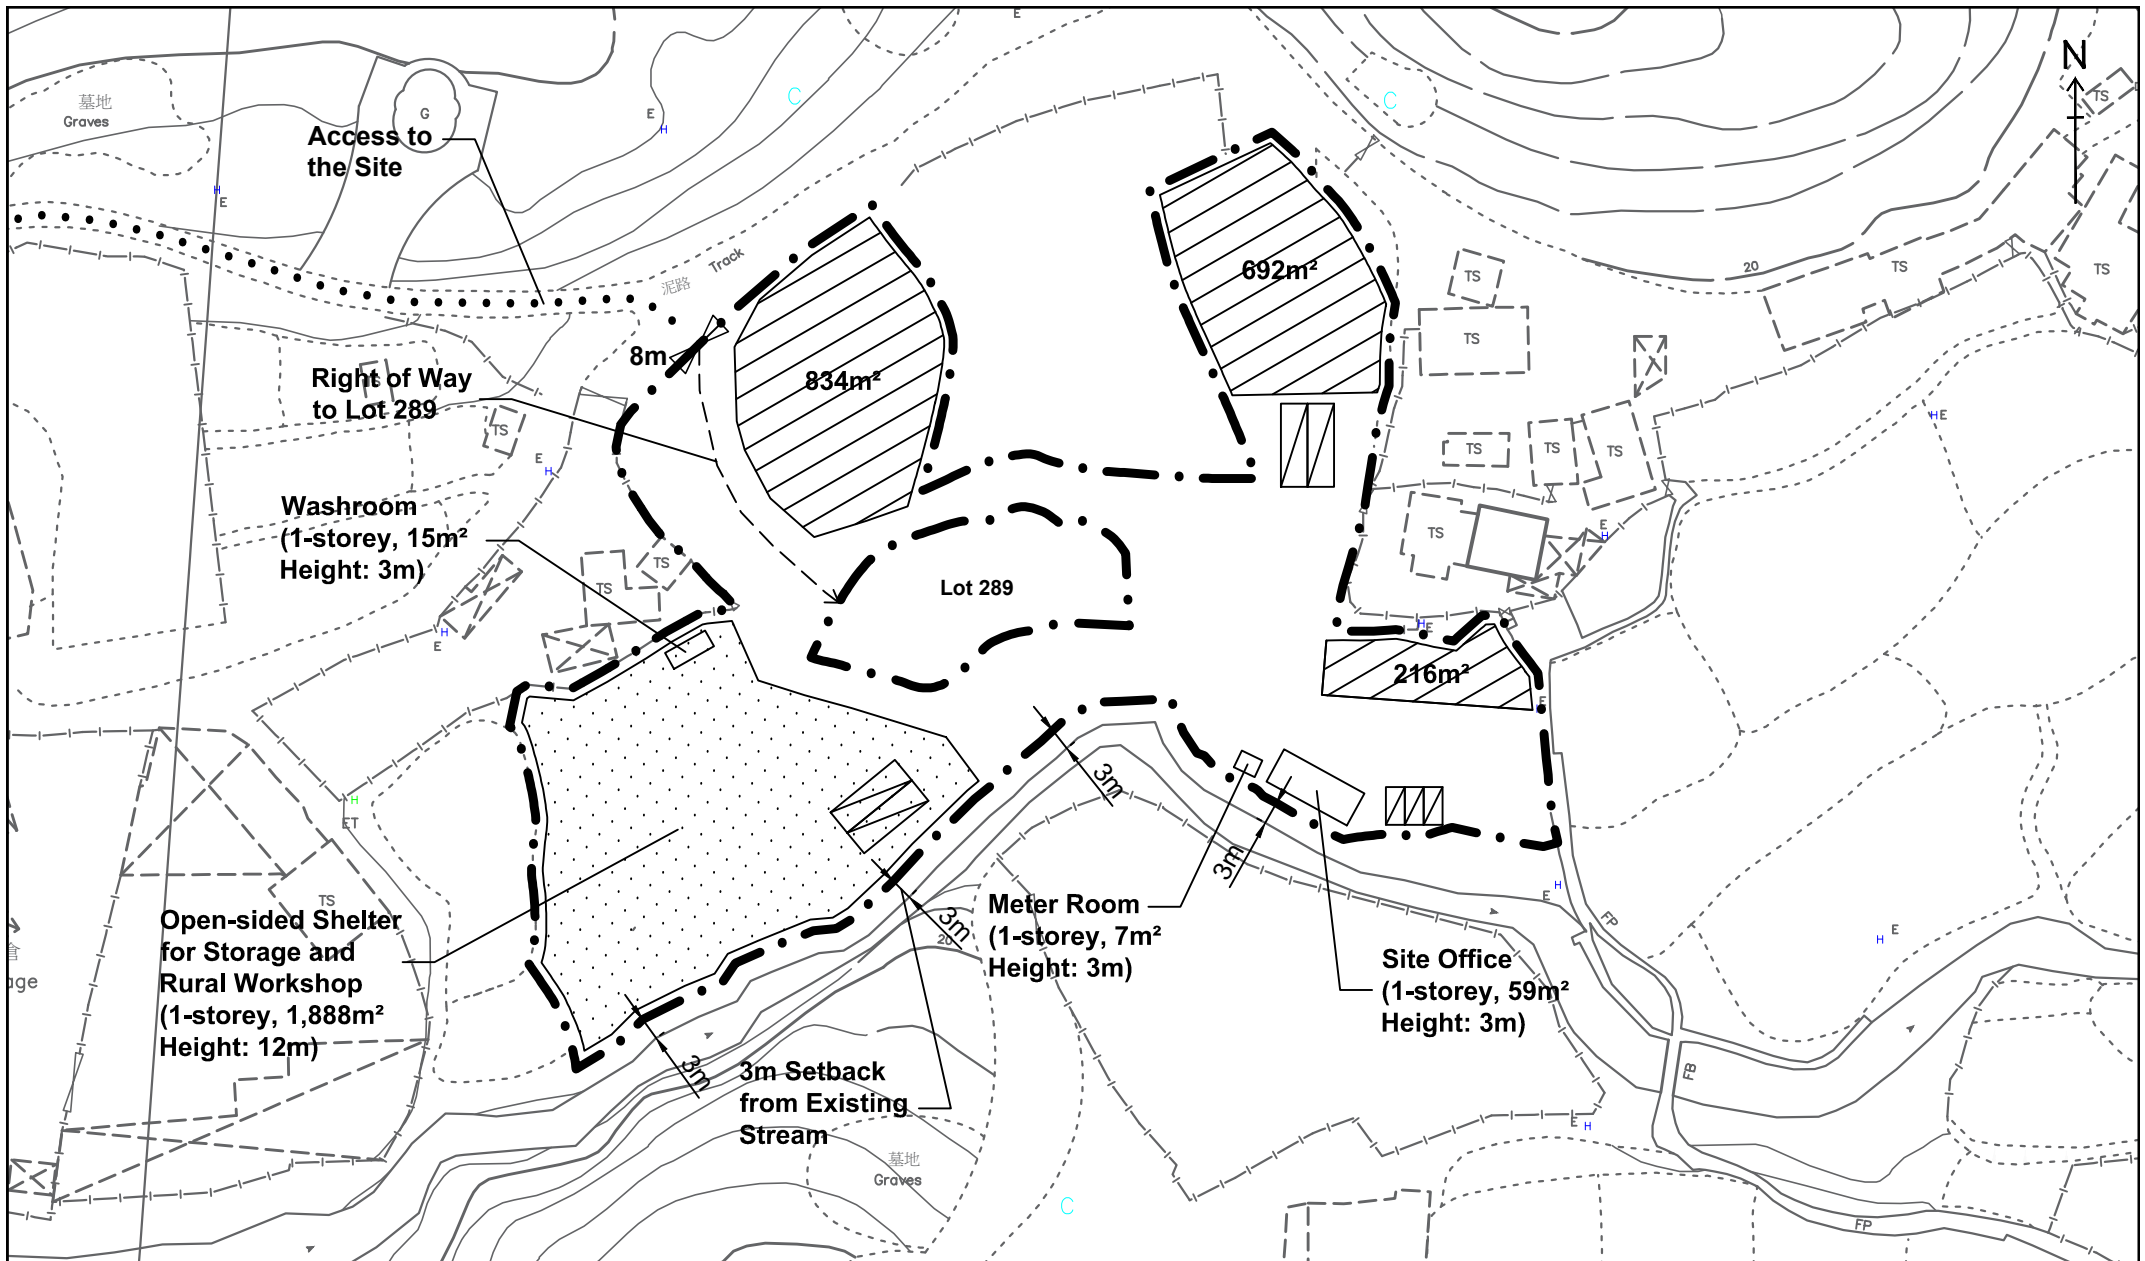 E
N
墓地
Graves
G
E
H
C
C
TS
Access to
the Site
H
E
泥路
Track
20
TS
TS
692m²
TS
TS
8m
834m²
Right of Way
to Lot 289
TS
E
H
HE
TS
TS
TS
Washroom
(1-storey, 15m²
Height: 3m)
TS
TS
TS
E
H
Lot 289
H
E
H
E
216m²
E
H
3m
H
ET
3m
TS
Open-sided Shelter
for Storage and
Rural Workshop
(1-storey, 1,888m²
Height: 12m)
倉
age
3m
20
Meter Room
(1-storey, 7m²
Height: 3m)
E
H
FP
Site Office
(1-storey, 59m²
Height: 3m)
E
H
3m
3m Setback
from Existing
Stream
FB
E
H
墓地
Graves
C
FP